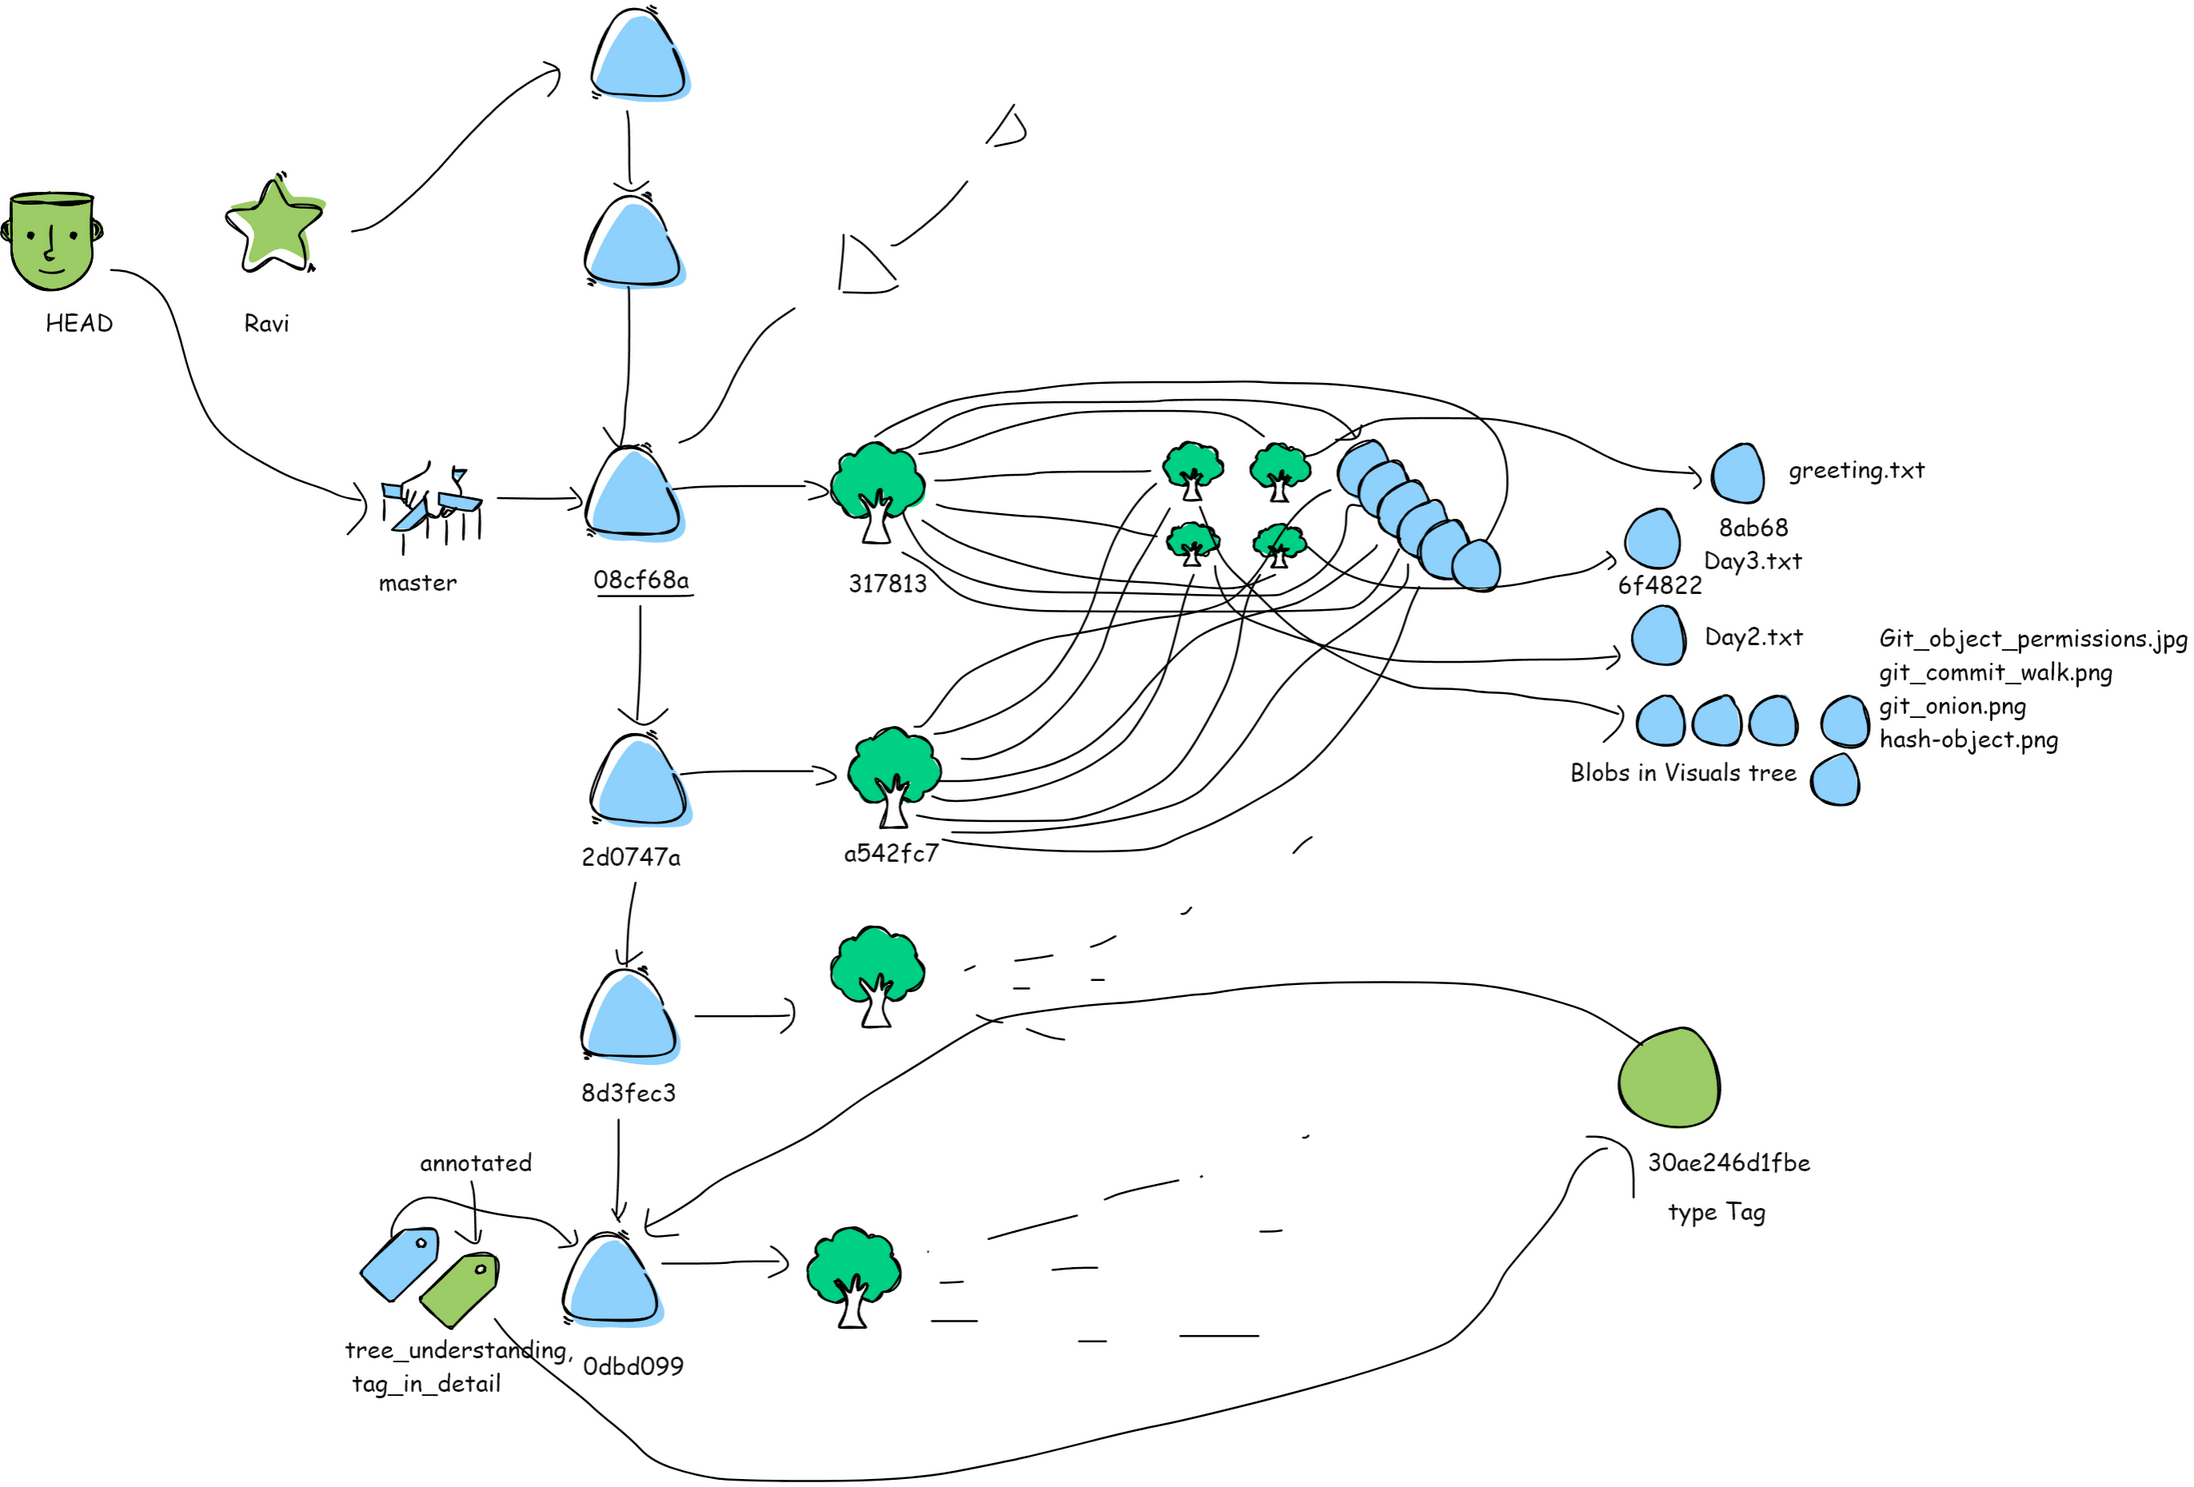 HEAD
Ravi
master
08cf68a
317813
greeting.txt
8ab68
Day3.txt
6f4822
Day2.txt
Git_object_permissions.jpg
git_commit_walk.png
git_onion.png
hash-object.png
Blobs in Visuals tree
2d0747a
a542fc7
8d3fec3
annotated
30ae246d1fbe
type Tag
tree_understanding,
tag_in_detail
0dbd099